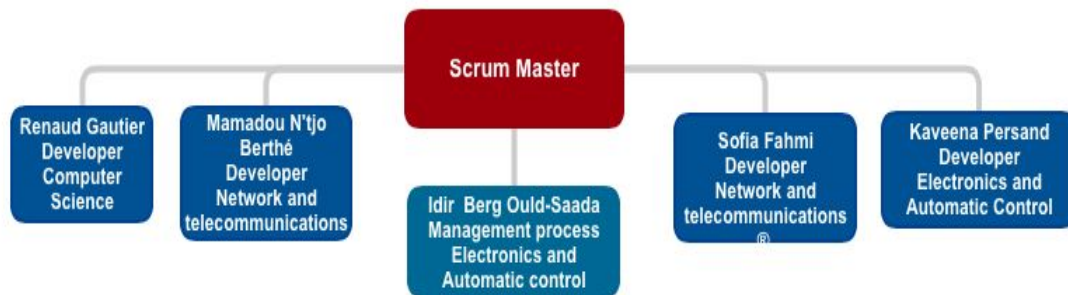 Scrum Master
Renaud Gautier
Developer
Computer
Science
Mamadou N'tjo
Berthé
Developer
Network and
telecommunications
Idir Berg Ould-Saada
Management process
Electronics and
Automatic control
Sofia Fahmi
Developer
Network and
telecommunications
®
Kaveena Persand
Developer
Electronics and
Automatic Control